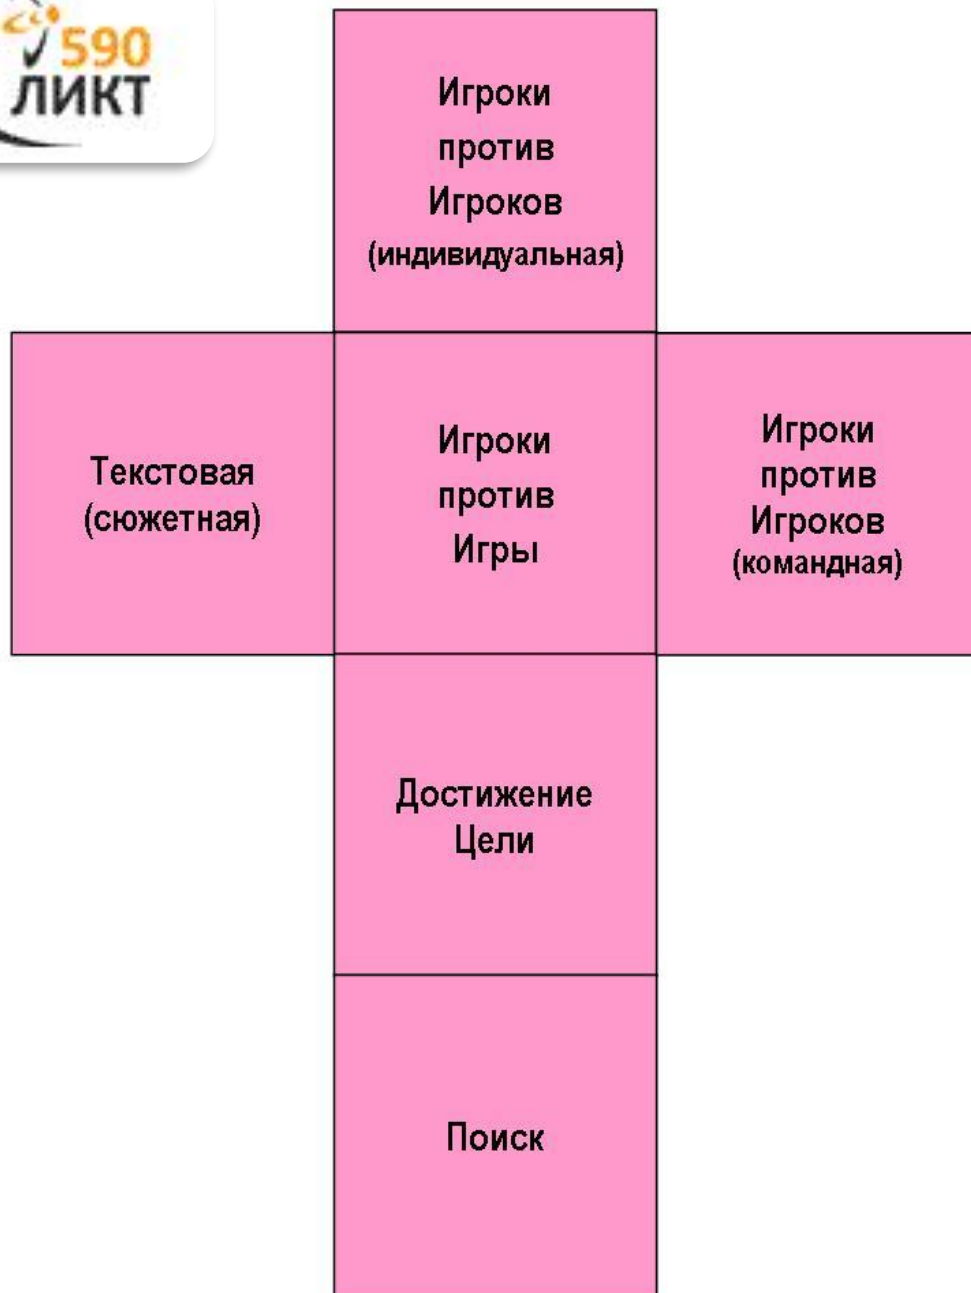 590
ЛИКТ
Игроки
против
Игроков
(индивидуальная)
Текстовая
(сюжетная)
Игроки
против
Игры
Игроки
против
Игроков
(командная)
Достижение
Цели
Поиск